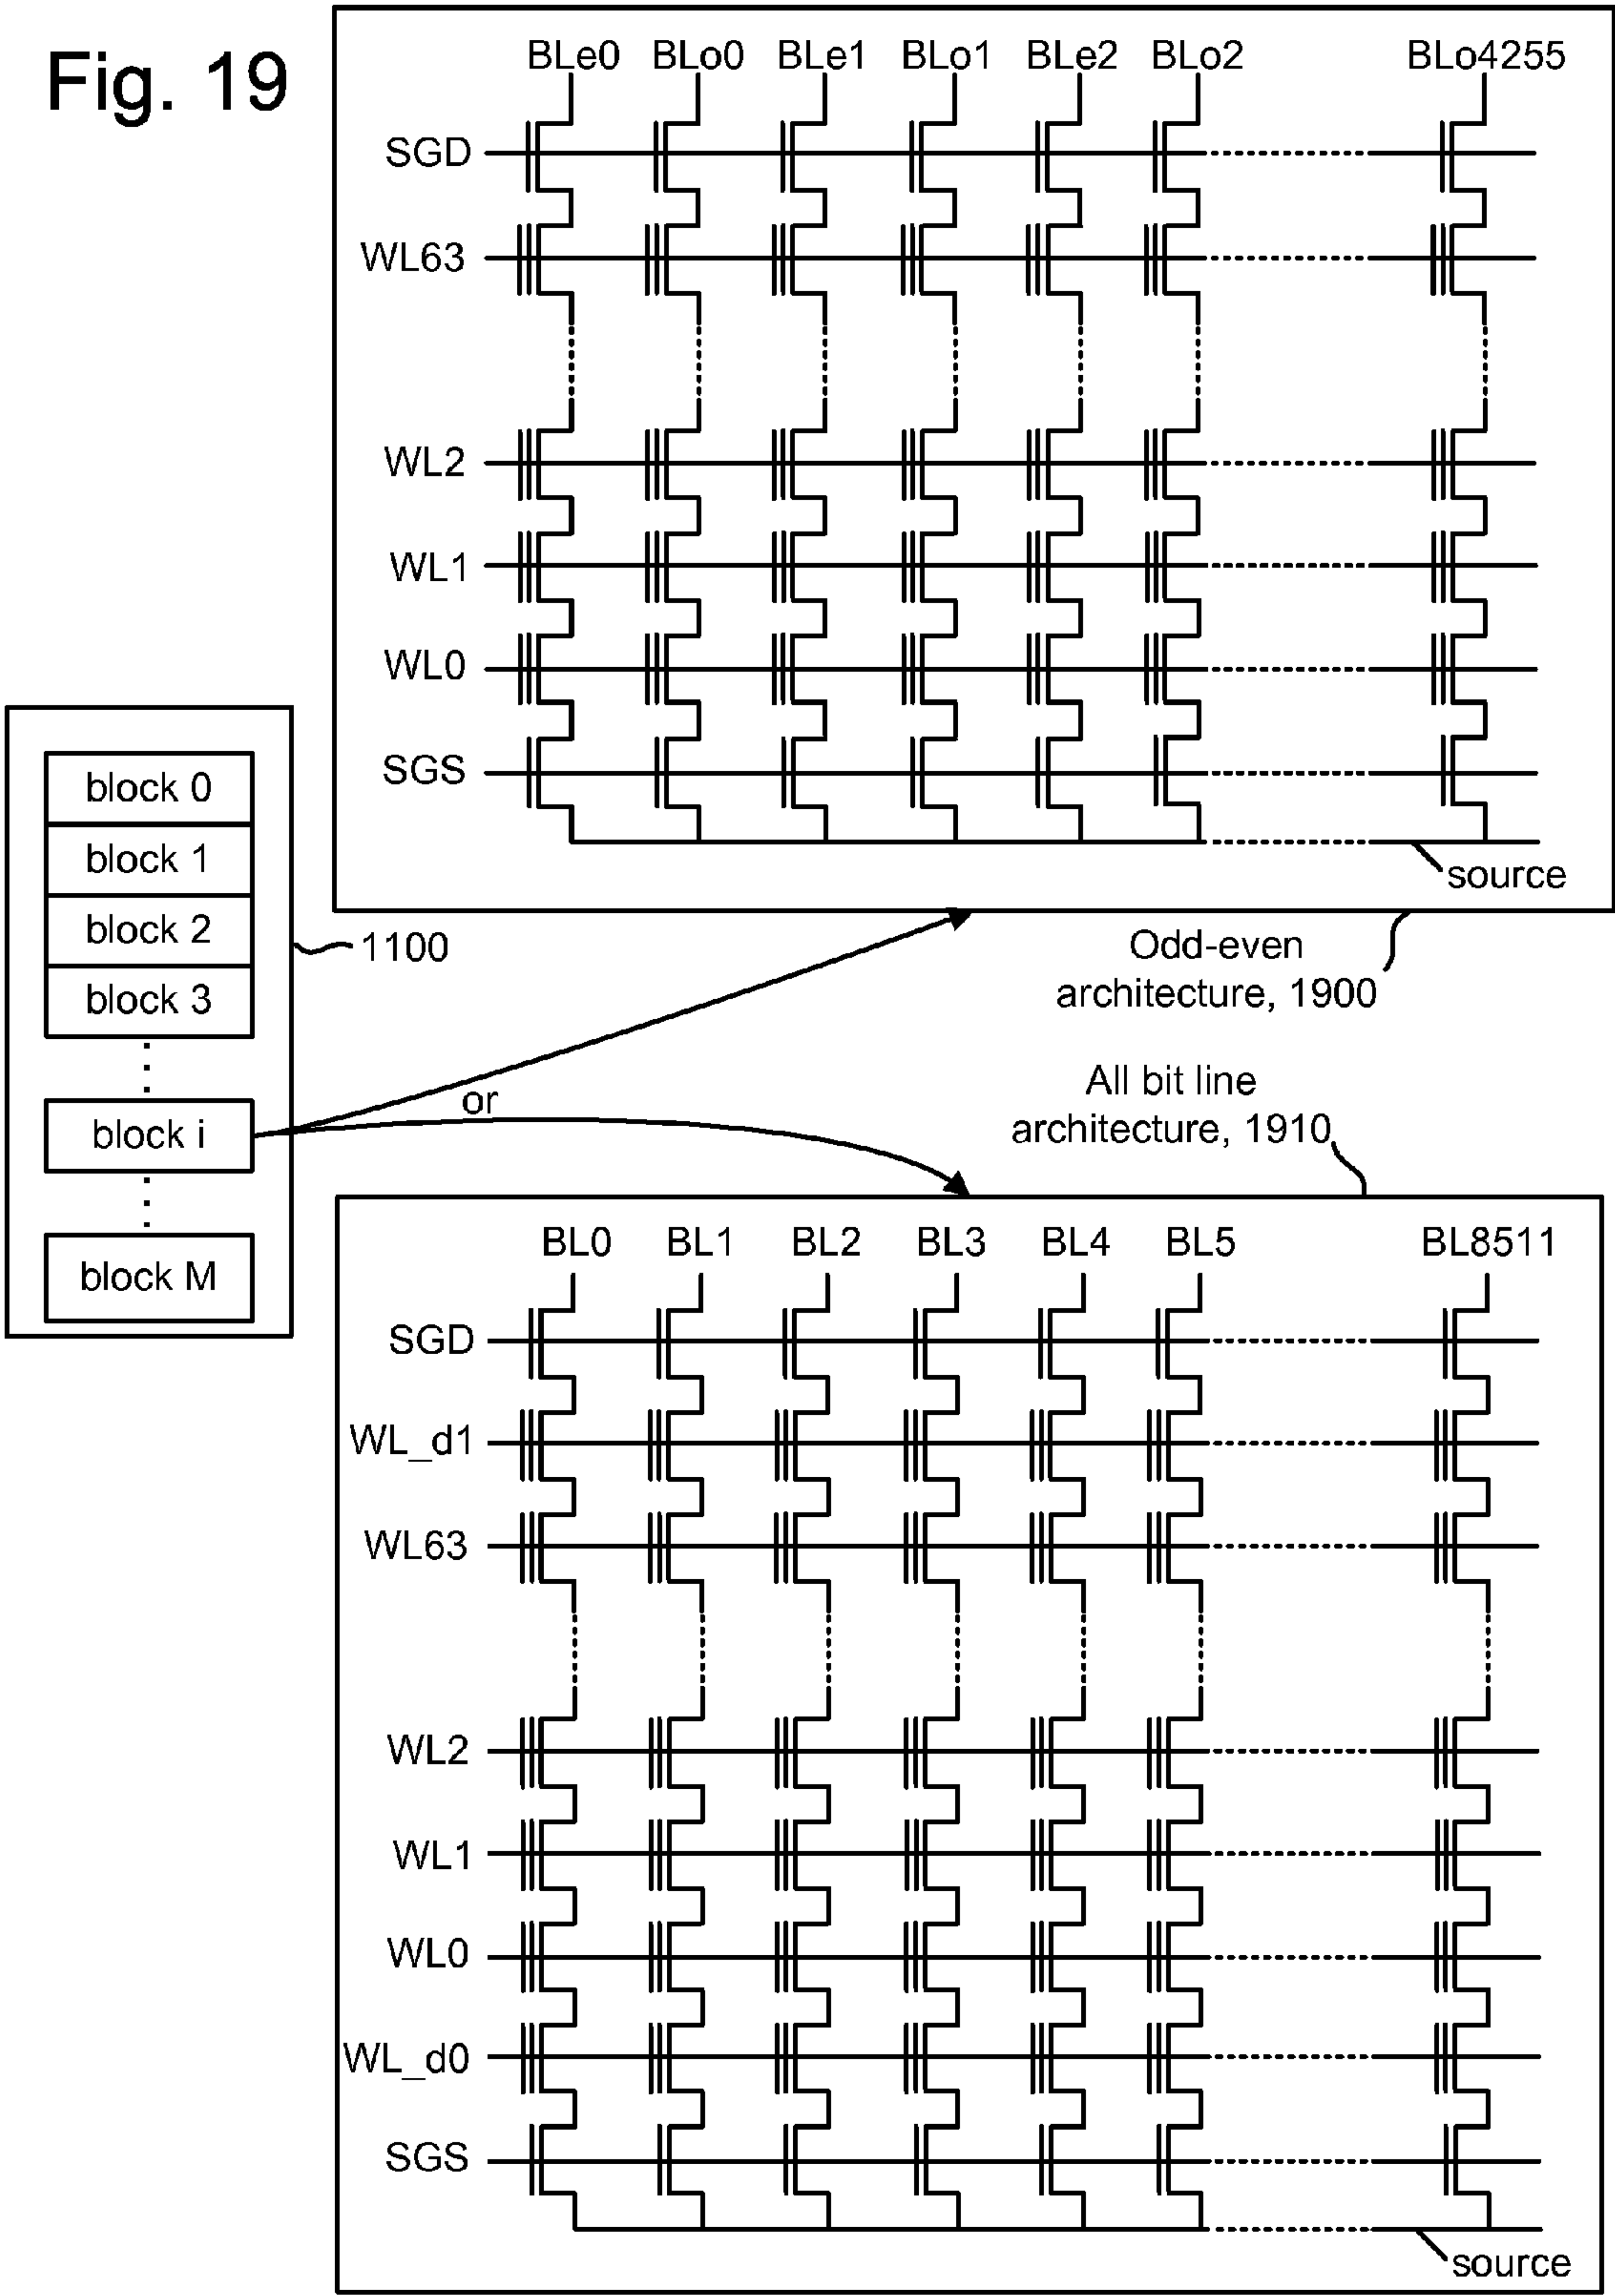 Fig. 19
BLe0 BLo0 BLe1 BLo1 BLe2 BLo2 BLo4255
SGD
WL63
WL2
WL1
WL0
SGS
source
Odd-even
architecture, 1900
block 0
block 1
block 2
block 3
block i
block M
1100
or
All bit line
architecture, 1910
BL0 BL1 BL2 BL3 BL4 BL5 BL8511
SGD
WL_d1
WL63
WL2
WL1
WL0
WL_d0
SGS
source